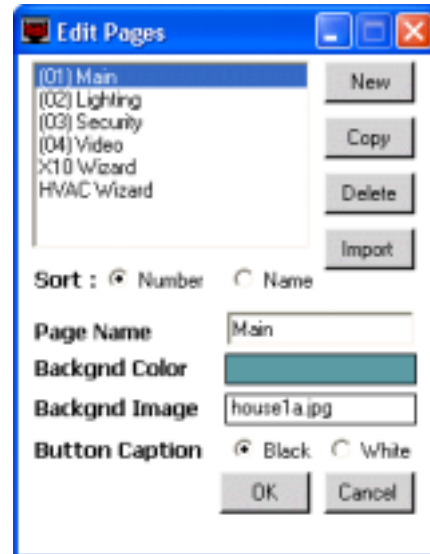 Edit Pages
(01) Main
(02) Lighting
(03) Security
(04) Video
X10 Wizard
HVAC Wizard
New
Copy
Delete
Import
Sort : Number Name
Page Name Main
Backgnd Color
Backgnd Image house1a.jpg
Button Caption Black White
OK Cancel